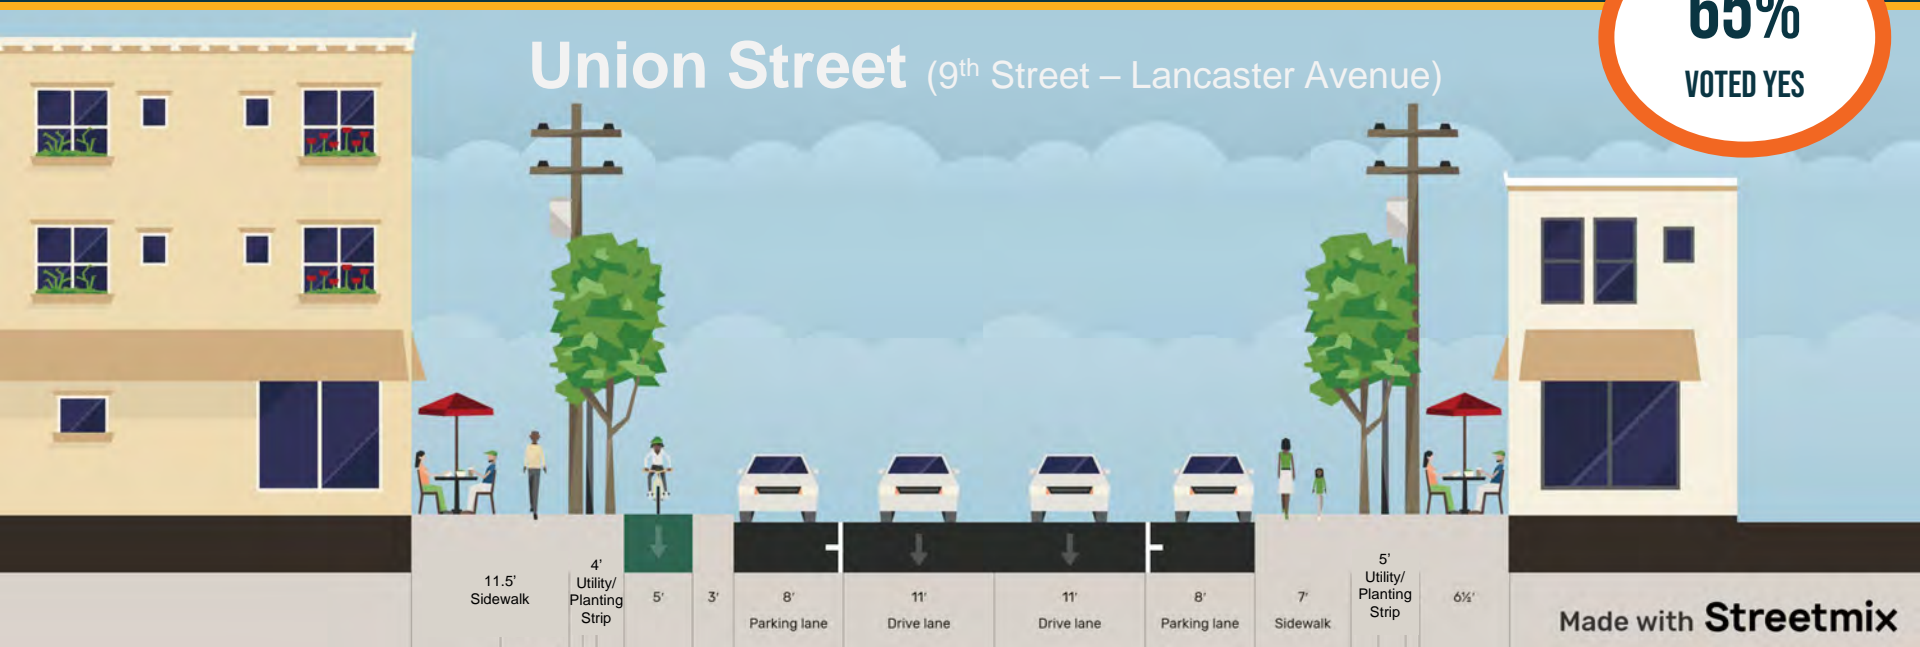 65%
VOTED YES
Union Street (9th Street – Lancaster Avenue)
11.5’
Sidewalk
4’
Utility/
Planting
Strip
5'
3'
8'
Parking lane
11'
Drive lane
11'
Drive lane
8'
Parking lane
7'
Sidewalk
5’
Utility/
Planting
Strip
6½'
Made with Streetmix